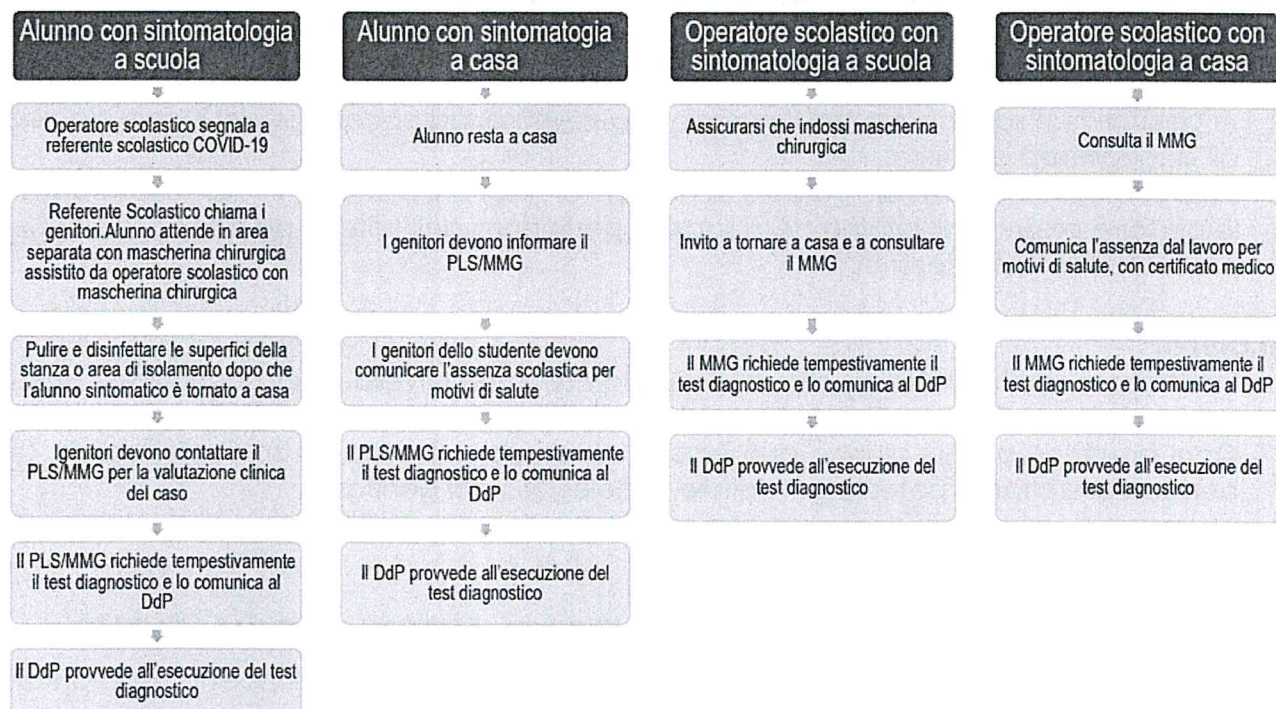 Alunno con sintomatologia
a scuola
Operatore scolastico segnala a
referente scolastico COVID-19
Referente Scolastico chiama i
genitori.Alunno attende in area
separata con mascherina chirurgica
assistito da operatore scolastico con
mascherina chirurgica
Pulire e disinfettare le superfici della
stanza o area di isolamento dopo che
l'alunno sintomatico è tornato a casa
Igenitori devono contattare il
PLS/MMG per la valutazione clinica
del caso
Il PLS/MMG richiede tempestivamente
il test diagnostico e lo comunica al
DdP
Il DdP provvede all'esecuzione del test
diagnostico
Alunno con sintomatogia
a casa
Alunno resta a casa
I genitori devono informare il
PLS/MMG
I genitori dello studente devono
comunicare l'assenza scolastica per
motivi di salute
Il PLS/MMG richiede tempestivamente
il test diagnostico e lo comunica al
DdP
Il DdP provvede all'esecuzione del
test diagnostico
Operatore scolastico con
sintomatologia a scuola
Assicurarsi che indossi mascherina
chirurgica
Invito a tornare a casa e a consultare
il MMG
Il MMG richiede tempestivamente il
test diagnostico e lo comunica al DdP
Il DdP provvede all'esecuzione del
test diagnostico
Operatore scolastico con
sintomatologia a casa
Consulta il MMG
Comunica l'assenza dal lavoro per
motivi di salute, con certificato medico
Il MMG richiede tempestivamente il
test diagnostico e lo comunica al DdP
Il DdP provvede all'esecuzione del
test diagnostico